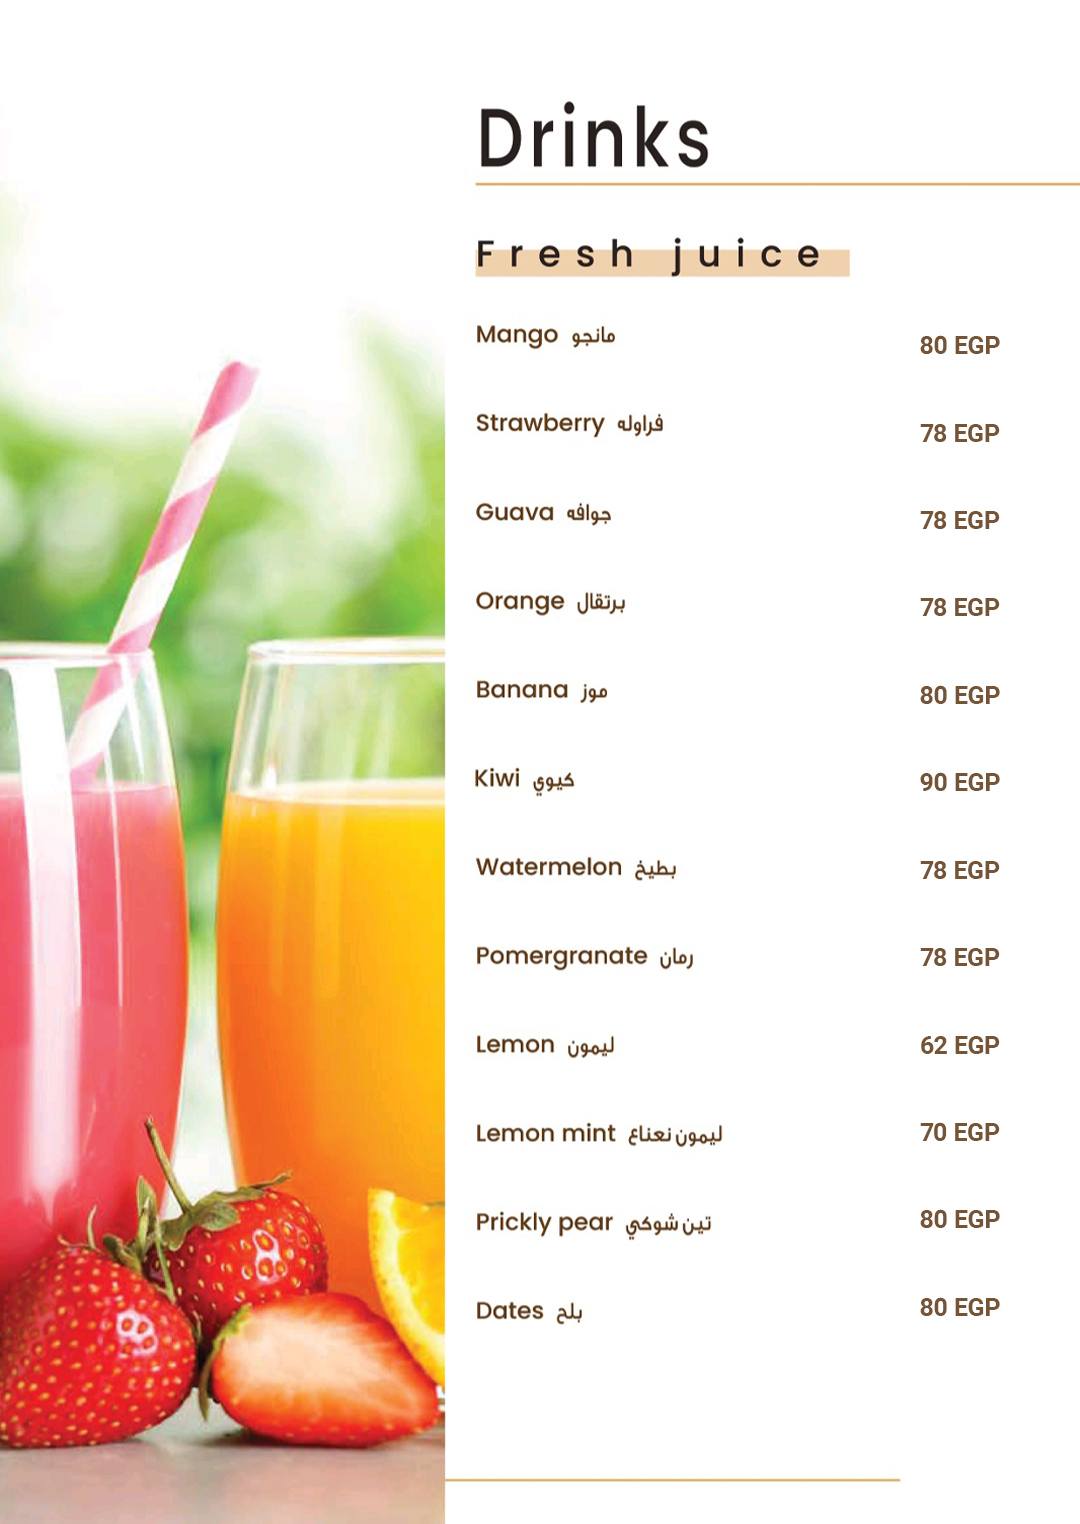 Drinks
Fresh juice
Mango مانجو 80 EGP
Strawberry فراوله 78 EGP
Guava جوافه 78 EGP
Orange برتقال 78 EGP
Banana موز 80 EGP
Kiwi كيوي 90 EGP
Watermelon بطيخ 78 EGP
Pomergranate رمان 78 EGP
Lemon ليمون 62 EGP
Lemon mint ليمون نعناع 70 EGP
Prickly pear تين شوكي 80 EGP
Dates بلح 80 EGP